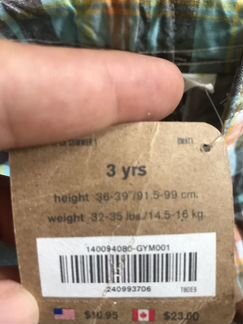 3 yrs
height 36-39"/91.5-99 cm.
weight 32-35 lbs./14.5-16 kg.
140094080-GYM001
240993706
T8DE9
$16.95 $23.00